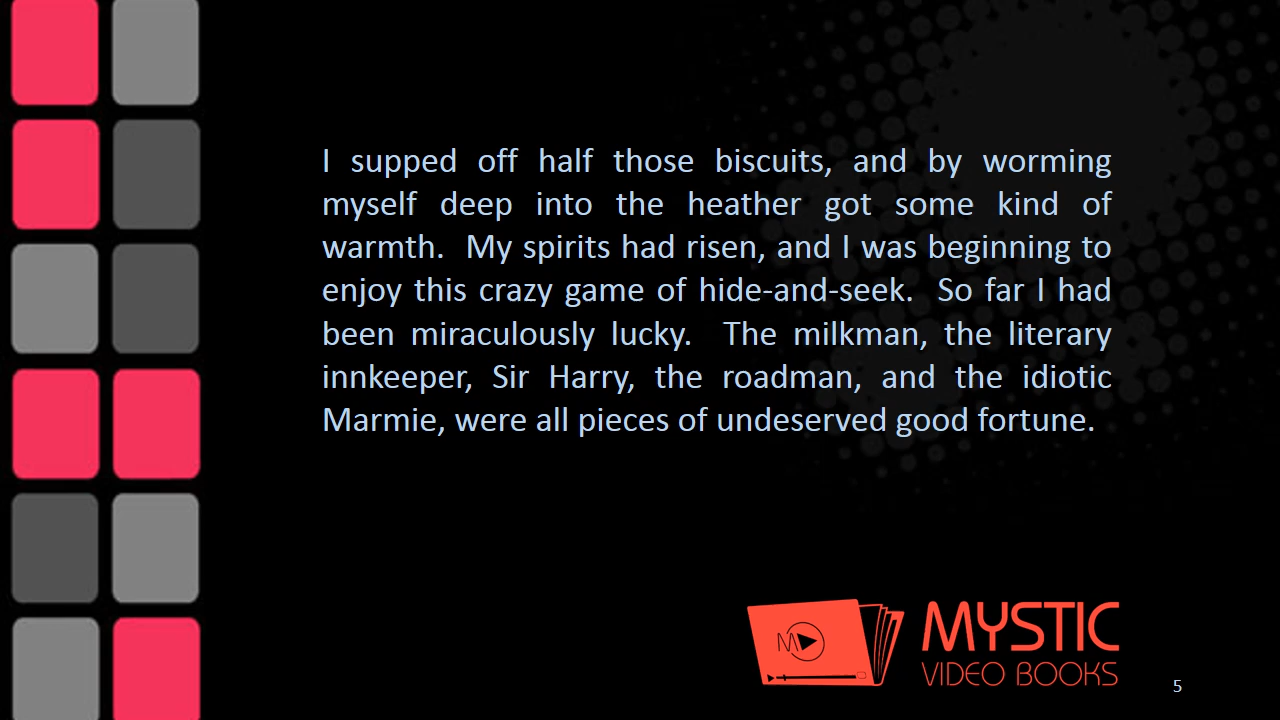 I supped off half those biscuits, and by worming
myself deep into the heather got some kind of
warmth.  My spirits had risen, and I was beginning to
enjoy this crazy game of hide-and-seek.  So far I had
been miraculously lucky.  The milkman, the literary
innkeeper, Sir Harry, the roadman, and the idiotic
Marmie, were all pieces of undeserved good fortune.
M
MYSTIC
VIDEO BOOKS
5